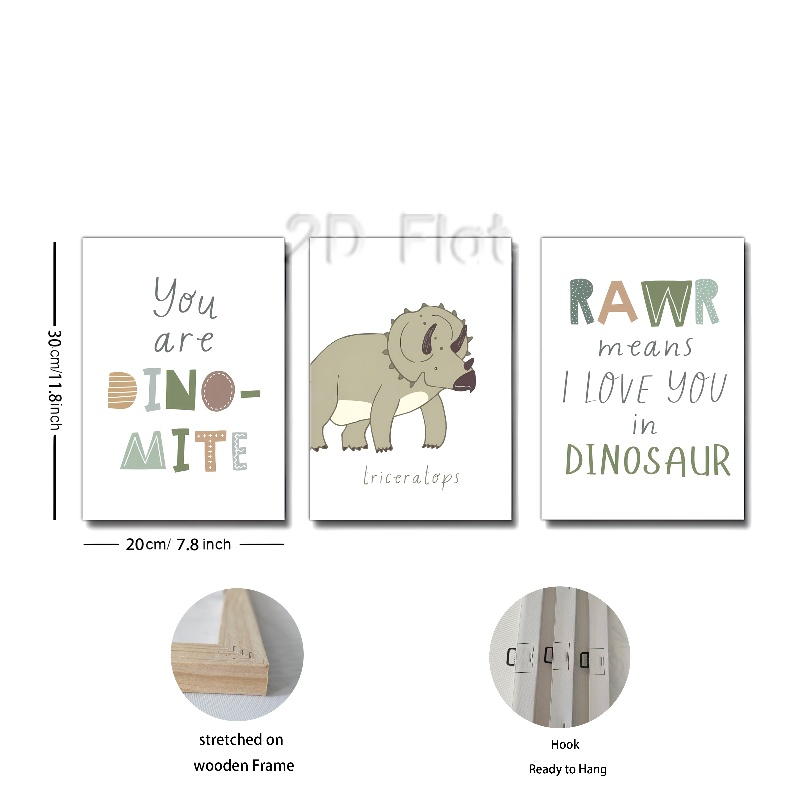 2D Flat
You
are
DINO-
MITE
triceratops
RAWR
means
I LOVE YOU
in
DINOSAUR
30cm/11.8inch
20cm/ 7.8 inch
stretched on
wooden Frame
Hook
Ready to Hang